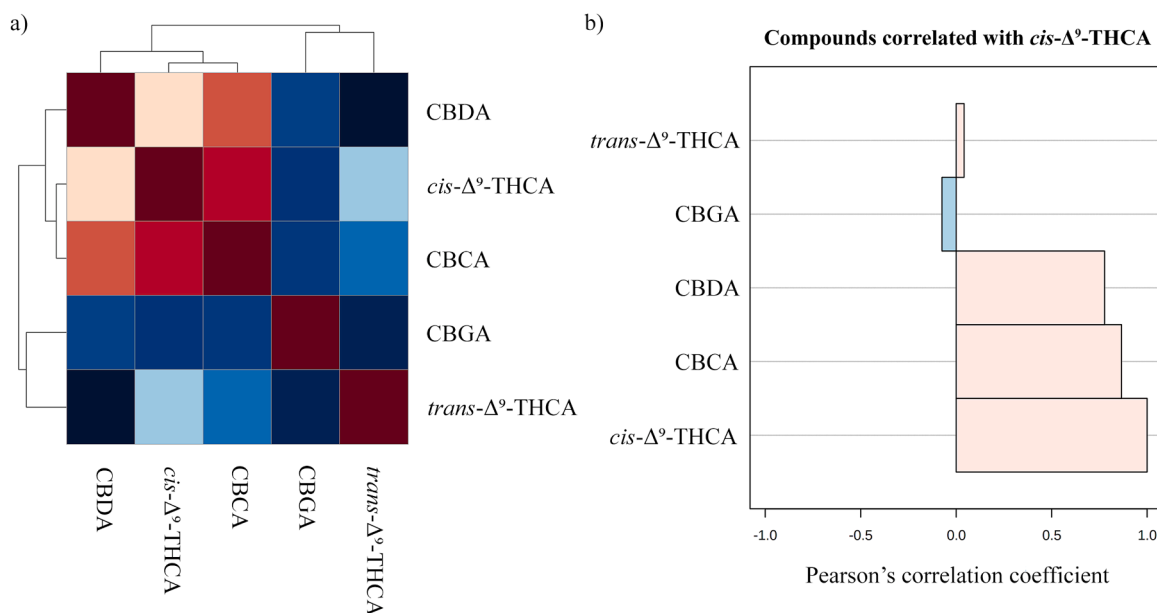 a)
CBDA
cis-Δ⁹-THCA
CBCA
CBGA
trans-Δ⁹-THCA
CBDA
cis-Δ⁹-THCA
CBCA
CBGA
trans-Δ⁹-THCA
b)
Compounds correlated with cis-Δ⁹-THCA
trans-Δ⁹-THCA
CBGA
CBDA
CBCA
cis-Δ⁹-THCA
-1.0 -0.5 0.0 0.5 1.0
Pearson’s correlation coefficient